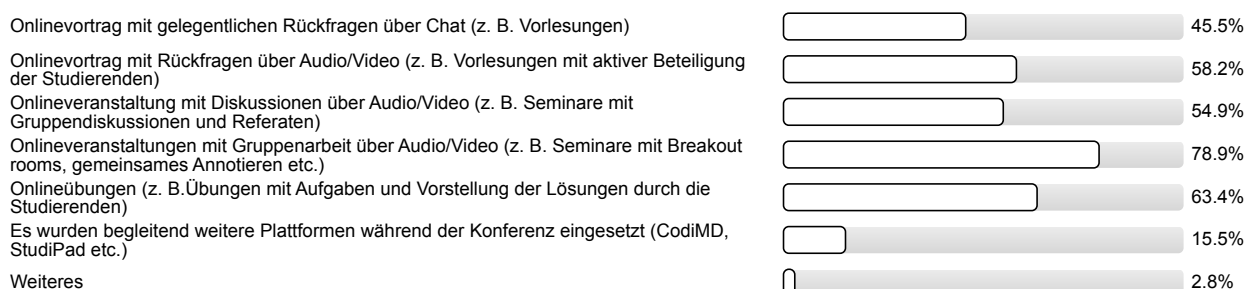 Onlinevortrag mit gelegentlichen Rückfragen über Chat (z. B. Vorlesungen) 45.5%
Onlinevortrag mit Rückfragen über Audio/Video (z. B. Vorlesungen mit aktiver Beteiligung
der Studierenden) 58.2%
Onlineveranstaltung mit Diskussionen über Audio/Video (z. B. Seminare mit
Gruppendiskussionen und Referaten) 54.9%
Onlineveranstaltungen mit Gruppenarbeit über Audio/Video (z. B. Seminare mit Breakout
rooms, gemeinsames Annotieren etc.) 78.9%
Onlineübungen (z. B.Übungen mit Aufgaben und Vorstellung der Lösungen durch die
Studierenden) 63.4%
Es wurden begleitend weitere Plattformen während der Konferenz eingesetzt (CodiMD,
StudiPad etc.) 15.5%
Weiteres 2.8%